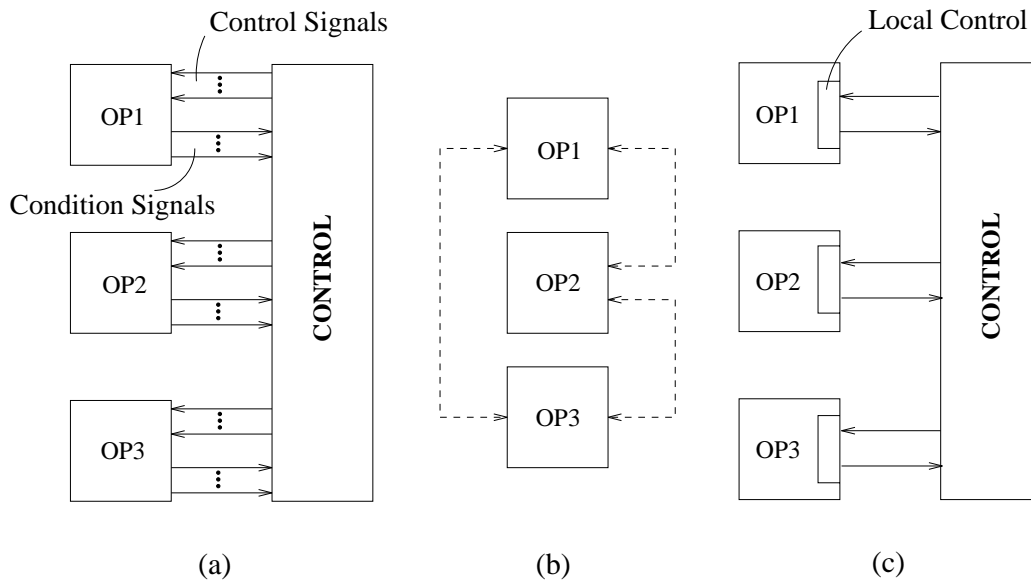 Control Signals
OP1
Condition Signals
OP2
OP3
CONTROL
(a)
OP1
OP2
OP3
(b)
Local Control
OP1
OP2
OP3
CONTROL
(c)